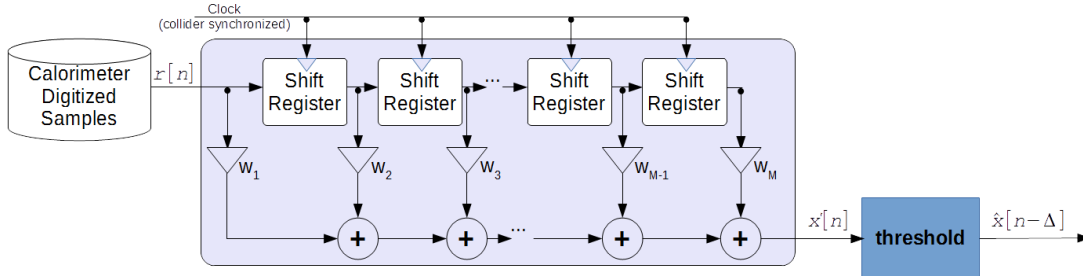 Clock
(collider synchronized)
Calorimeter
Digitized
Samples
r[n]
Shift
Register
Shift
Register
...
Shift
Register
Shift
Register
W1
W2
W3
WM-1
WM
+
+
...
+
+
x'[n]
threshold
x̂[n-Δ]